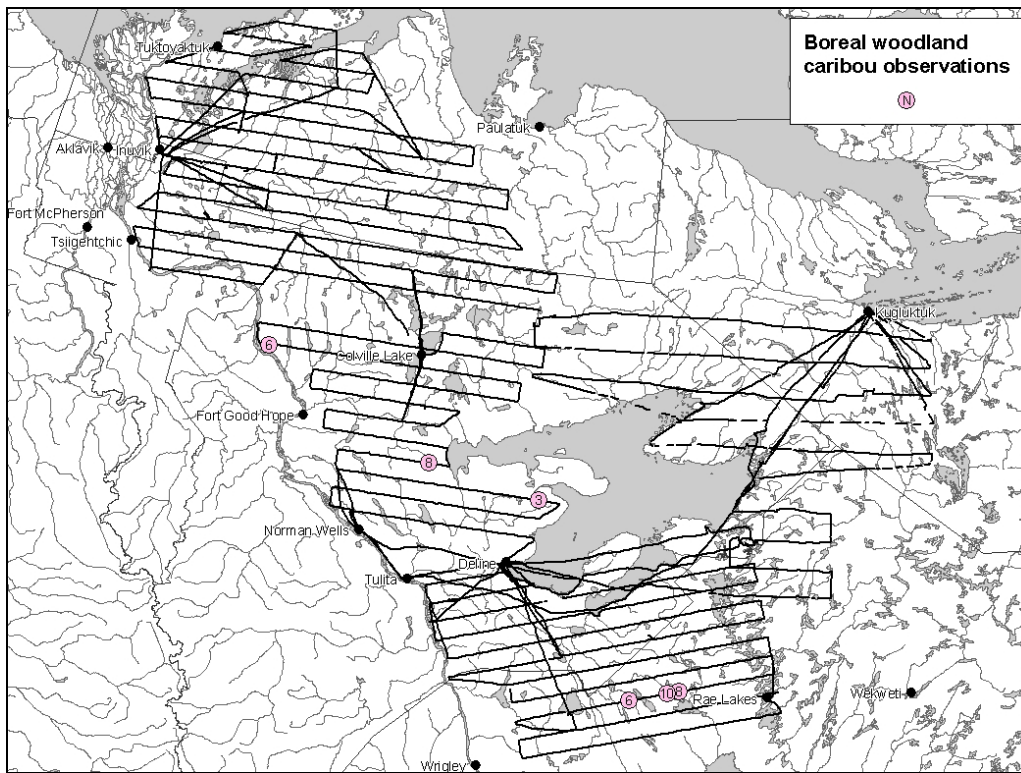 Boreal woodland
caribou observations
N
Tuktoyaktuk
Paulatuk
Aklavik
Inuvik
Fort McPherson
Tsiigentchic
Kugluktuk
6
Colville Lake
Fort Good Hope
8
3
Norman Wells
Deline
Tulita
6
10
8
Rae Lakes
Wekweti
Wrigley